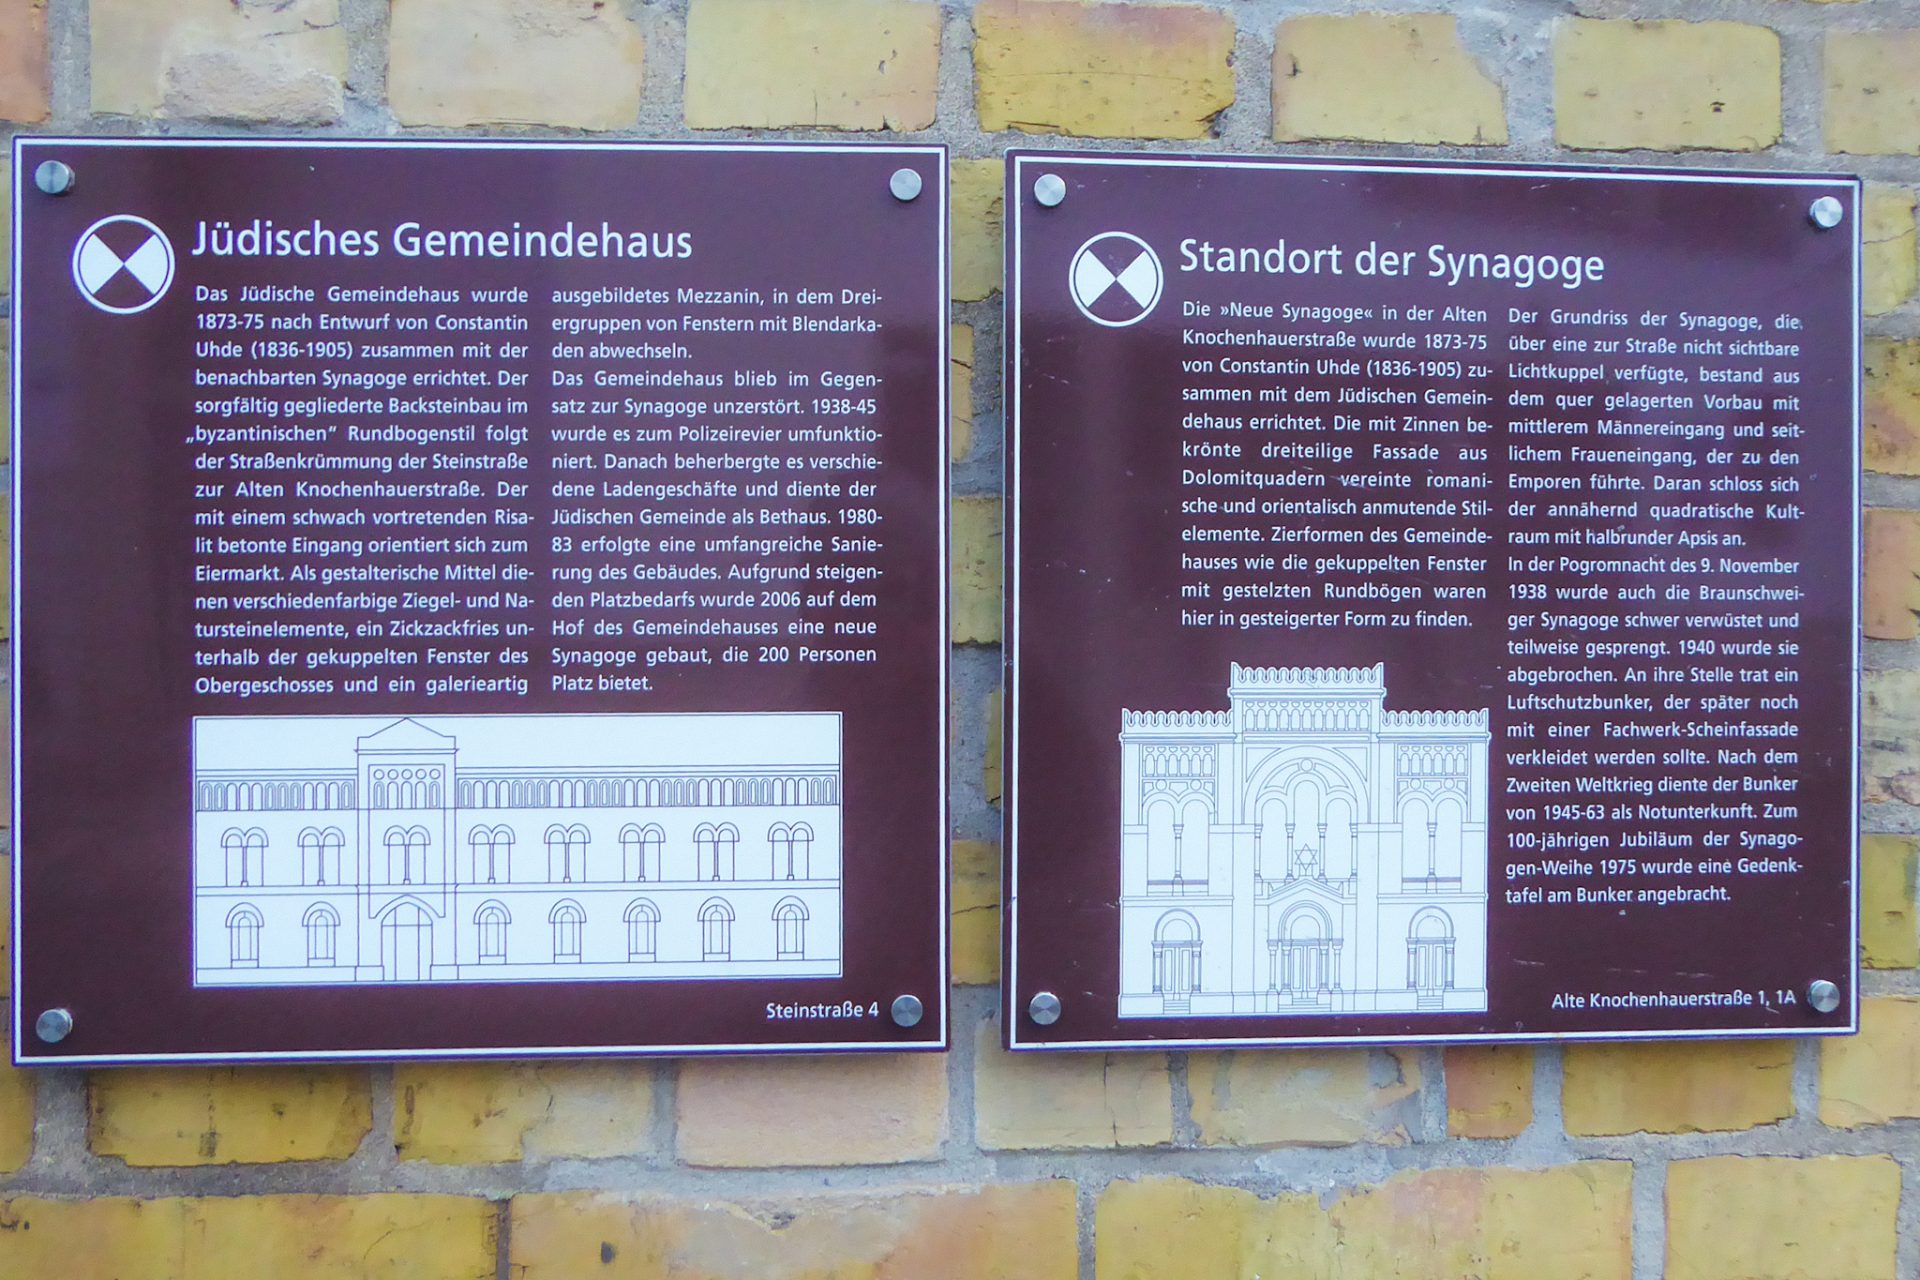 Jüdisches Gemeindehaus
Das Jüdische Gemeindehaus wurde
1873-75 nach Entwurf von Constantin
Uhde (1836-1905) zusammen mit der
benachbarten Synagoge errichtet. Der
sorgfältig gegliederte Backsteinbau im
„byzantinischen“ Rundbogenstil folgt
der Straßenkrümmung der Steinstraße
zur Alten Knochenhauerstraße. Der
mit einem schwach vortretenden Risa-
lit betonte Eingang orientiert sich zum
Eiermarkt. Als gestalterische Mittel die-
nen verschiedenfarbige Ziegel- und Na-
tursteinelemente, ein Zickzackfries un-
terhalb der gekuppelten Fenster des
Obergeschosses und ein galerieartig
ausgebildetes Mezzanin, in dem Drei-
ergruppen von Fenstern mit Blendarka-
den abwechseln.
Das Gemeindehaus blieb im Gegen-
satz zur Synagoge unzerstört. 1938-45
wurde es zum Polizeirevier umfunktio-
niert. Danach beherbergte es verschie-
dene Ladengeschäfte und diente der
Jüdischen Gemeinde als Bethaus. 1980-
83 erfolgte eine umfangreiche Sanie-
rung des Gebäudes. Aufgrund steigen-
den Platzbedarfs wurde 2006 auf dem
Hof des Gemeindehauses eine neue
Synagoge gebaut, die 200 Personen
Platz bietet.
Steinstraße 4
Standort der Synagoge
Die »Neue Synagoge« in der Alten
Knochenhauerstraße wurde 1873-75
von Constantin Uhde (1836-1905) zu-
sammen mit dem Jüdischen Gemein-
dehaus errichtet. Die mit Zinnen be-
krönte dreiteilige Fassade aus
Dolomitquadern vereinte romani-
sche und orientalisch anmutende Stil-
elemente. Zierformen des Gemeinde-
hauses wie die gekuppelten Fenster
mit gestelzten Rundbögen waren
hier in gesteigerter Form zu finden.
Der Grundriss der Synagoge, die
über eine zur Straße nicht sichtbare
Lichtkuppel verfügte, bestand aus
dem quer gelagerten Vorbau mit
mittlerem Männereingang und seit-
lichem Fraueneingang, der zu den
Emporen führte. Daran schloss sich
der annähernd quadratische Kult-
raum mit halbrunder Apsis an.
In der Pogromnacht des 9. November
1938 wurde auch die Braunschwei-
ger Synagoge schwer verwüstet und
teilweise gesprengt. 1940 wurde sie
abgebrochen. An ihre Stelle trat ein
Luftschutzbunker, der später noch
mit einer Fachwerk-Scheinfassade
verkleidet werden sollte. Nach dem
Zweiten Weltkrieg diente der Bunker
von 1945-63 als Notunterkunft. Zum
100-jährigen Jubiläum der Synago-
gen-Weihe 1975 wurde eine Gedenk-
tafel am Bunker angebracht.
Alte Knochenhauerstraße 1, 1A